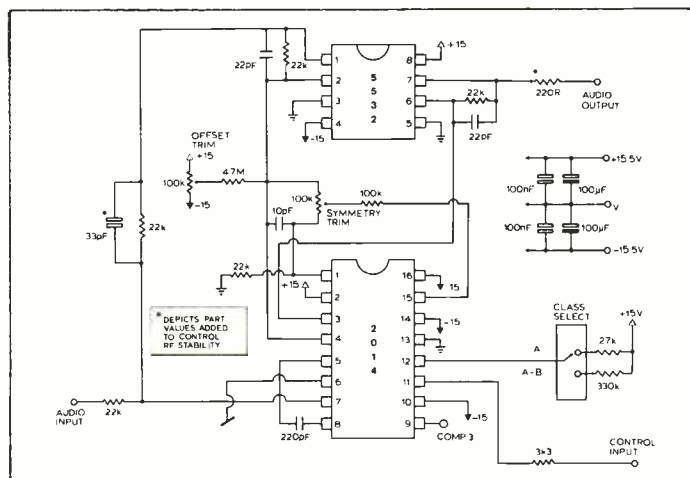 22pF
22k
1
2
3
4
5
5
3
2
8
7
6
5
+15
-15
22k
22pF
*
220R
AUDIO
OUTPUT
OFFSET
TRIM
+15
100k
-15
4.7M
100k
SYMMETRY
TRIM
100k
10pF
*
33pF
22k
22k
+15
* DEPICTS PART
VALUES ADDED
TO CONTROL
RF STABILITY
1
2
3
4
5
6
7
8
2
0
1
4
16
15
14
13
12
11
10
9
15
-15
-15
COMP 3
220pF
AUDIO
INPUT
22k
+15.5V
100nF
100µF
V
100nF
100µF
-15.5V
CLASS
SELECT
+15V
A
A-B
27k
330k
3k3
CONTROL
INPUT